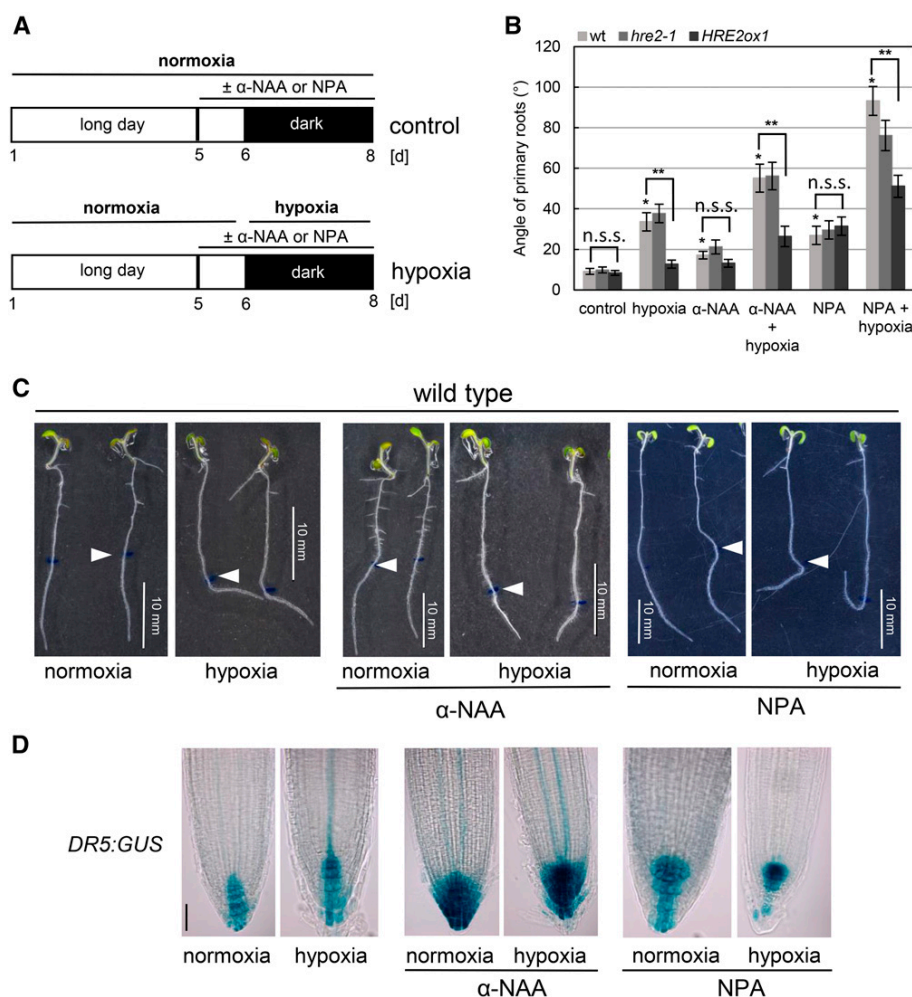 A
normoxia
± α-NAA or NPA
long day
dark
control
1
5
6
8
[d]
normoxia
hypoxia
± α-NAA or NPA
long day
dark
hypoxia
1
5
6
8
[d]
B
wt
hre2-1
HRE2ox1
Angle of primary roots (°)
120
100
80
60
40
20
0
n.s.s.
*
**
*
n.s.s.
*
**
*
n.s.s.
*
**
control
hypoxia
α-NAA
α-NAA
+
hypoxia
NPA
NPA +
hypoxia
C
wild type
10 mm
10 mm
10 mm
10 mm
10 mm
10 mm
normoxia
hypoxia
normoxia
hypoxia
normoxia
hypoxia
α-NAA
NPA
D
DR5:GUS
normoxia
hypoxia
normoxia
hypoxia
normoxia
hypoxia
α-NAA
NPA